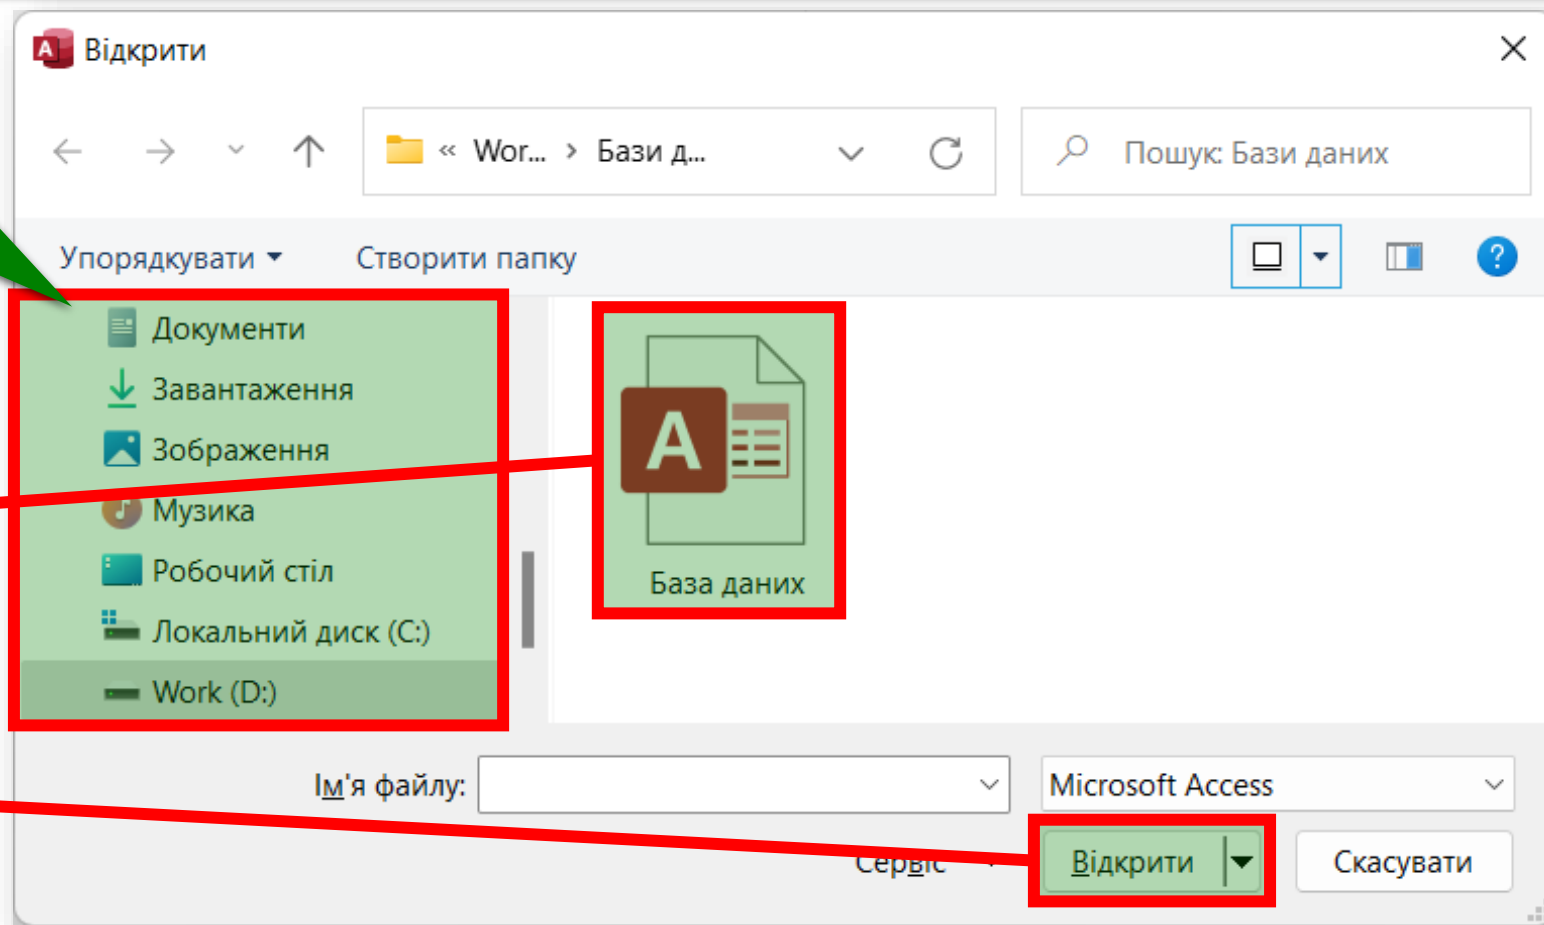 Відкрити
« Wor... > Бази д...
Пошук: Бази даних
Упорядкувати
Створити папку
Документи
Завантаження
Зображення
Музика
Робочий стіл
Локальний диск (C:)
Work (D:)
База даних
Ім'я файлу:
Microsoft Access
Сервіс
Відкрити
Скасувати